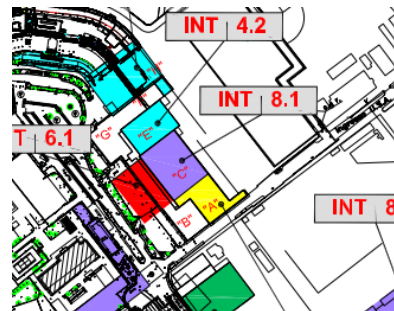 INT 4.2
INT 8.1
T 6.1
"G"
"E"
"C"
"A"
"B"
INT 8